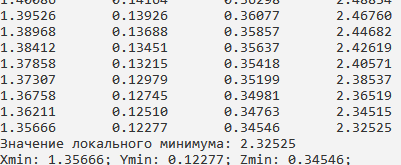 1.39526 0.13926 0.36077 2.46760
1.38968 0.13688 0.35857 2.44682
1.38412 0.13451 0.35637 2.42619
1.37858 0.13215 0.35418 2.40571
1.37307 0.12979 0.35199 2.38537
1.36758 0.12745 0.34981 2.36519
1.36211 0.12510 0.34763 2.34515
1.35666 0.12277 0.34546 2.32525
Значение локального минимума: 2.32525
Xmin: 1.35666; Ymin: 0.12277; Zmin: 0.34546;